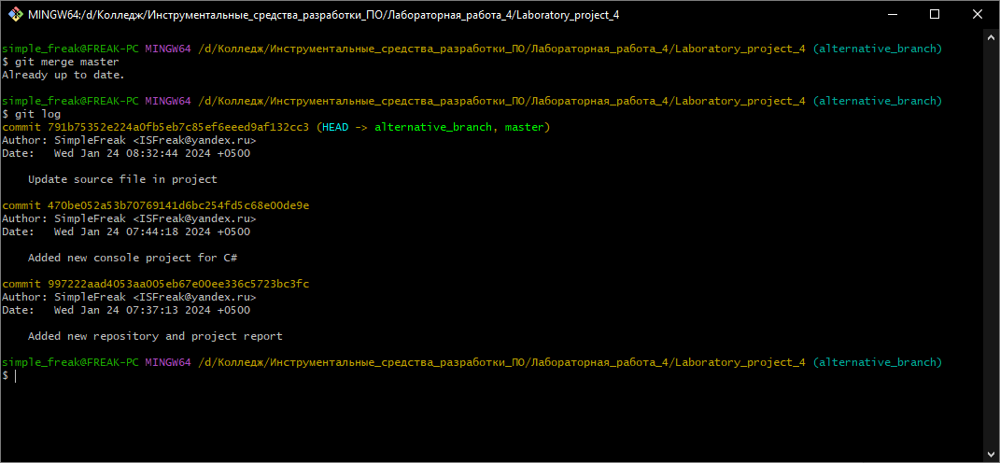 MINGW64:/d/Колледж/Инструментальные_средства_разработки_ПО/Лабораторная_работа_4/Laboratory_project_4
simple_freak@FREAK-PC MINGW64 /d/Колледж/Инструментальные_средства_разработки_ПО/Лабораторная_работа_4/Laboratory_project_4 (alternative_branch)
$ git merge master
Already up to date.
simple_freak@FREAK-PC MINGW64 /d/Колледж/Инструментальные_средства_разработки_ПО/Лабораторная_работа_4/Laboratory_project_4 (alternative_branch)
$ git log
commit 791b75352e224a0fb5eb7c85ef6eeed9af132cc3 (HEAD -> alternative_branch, master)
Author: SimpleFreak <ISFreak@yandex.ru>
Date:   Wed Jan 24 08:32:44 2024 +0500
    Update source file in project
commit 470be052a53b70769141d6bc254fd5c68e00de9e
Author: SimpleFreak <ISFreak@yandex.ru>
Date:   Wed Jan 24 07:44:18 2024 +0500
    Added new console project for C#
commit 997222aad4053aa005eb67e00ee336c5723bc3fc
Author: SimpleFreak <ISFreak@yandex.ru>
Date:   Wed Jan 24 07:37:13 2024 +0500
    Added new repository and project report
simple_freak@FREAK-PC MINGW64 /d/Колледж/Инструментальные_средства_разработки_ПО/Лабораторная_работа_4/Laboratory_project_4 (alternative_branch)
$